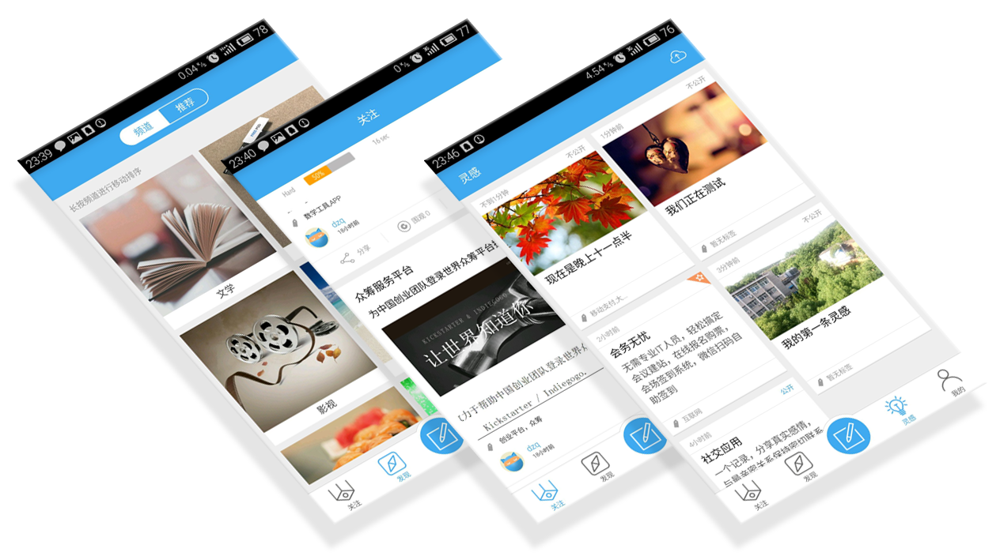 23:39
0.04 K/s
78
频道
推荐
长按频道进行移动排序
文学
影视
关注
发现
23:40
0 K/s
3G
77
关注
Hard
50%
16 sec
数学工具,APP
dzq
18小时前
分享
围观 0
众筹服务平台
为中国创业团队登录世界众筹平台提
KICKSTARTER & INDIEGOGO
让世界知道你
力于帮助中国创业团队登录世界众
Kickstarter / Indiegogo.
创业平台, 众筹
dzq
18小时前
关注
发现
23:46
4.54 K/s
3G
76
灵感
不到1分钟
不公开
现在是晚上十一点半
移动支付,大...
2小时前
会务无忧
无需专业IT人员，轻松搞定
会议建站，在线报名购票，
会场签到系统，微信扫码自
助签到
互联网
4小时前
公开
社交应用
一个记录，分享真实感情，
与最亲密关系保持密切联系
1分钟前
不公开
我们正在测试
暂无标签
3分钟前
不公开
我的第一条灵感
暂无标签
关注
发现
灵感
我的